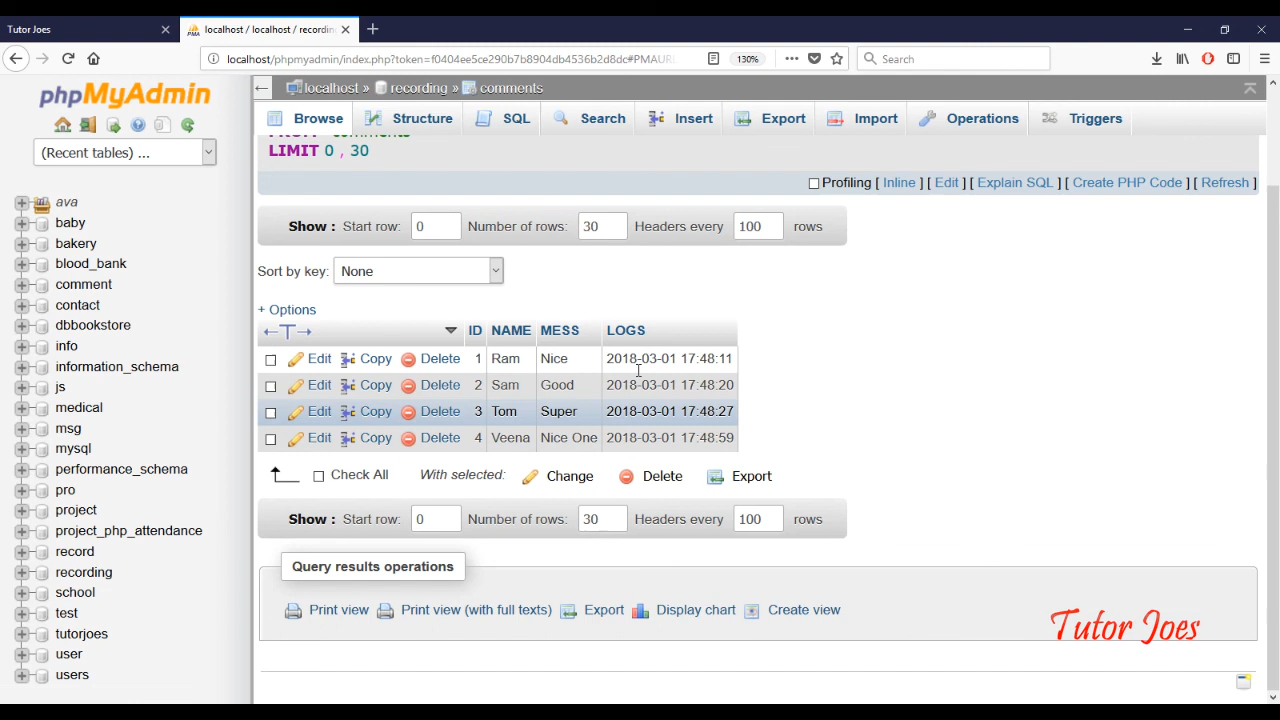 Tutor Joes
localhost / localhost / recordin
localhost/phpmyadmin/index.php?token=f0404ee5ce290b7b8904db4536b2d8dc#PMAUR
130%
Search
phpMyAdmin
(Recent tables) ...
ava
baby
bakery
blood_bank
comment
contact
dbbookstore
info
information_schema
js
medical
msg
mysql
performance_schema
pro
project
project_php_attendance
record
recording
school
test
tutorjoes
user
users
localhost » recording » comments
Browse Structure SQL Search Insert Export Import Operations Triggers
FROM `comments`
LIMIT 0 , 30
Profiling [ Inline ] [ Edit ] [ Explain SQL ] [ Create PHP Code ] [ Refresh ]
Show : Start row: 0 Number of rows: 30 Headers every 100 rows
Sort by key: None
+ Options
←T→ ID NAME MESS LOGS
Edit Copy Delete 1 Ram Nice 2018-03-01 17:48:11
Edit Copy Delete 2 Sam Good 2018-03-01 17:48:20
Edit Copy Delete 3 Tom Super 2018-03-01 17:48:27
Edit Copy Delete 4 Veena Nice One 2018-03-01 17:48:59
Check All With selected: Change Delete Export
Show : Start row: 0 Number of rows: 30 Headers every 100 rows
Query results operations
Print view Print view (with full texts) Export Display chart Create view
Tutor Joes